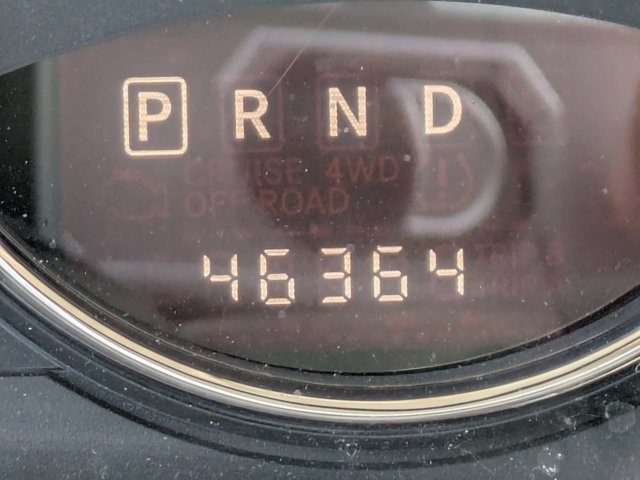 P R N D
CRUISE 4WD
OFF ROAD
46364